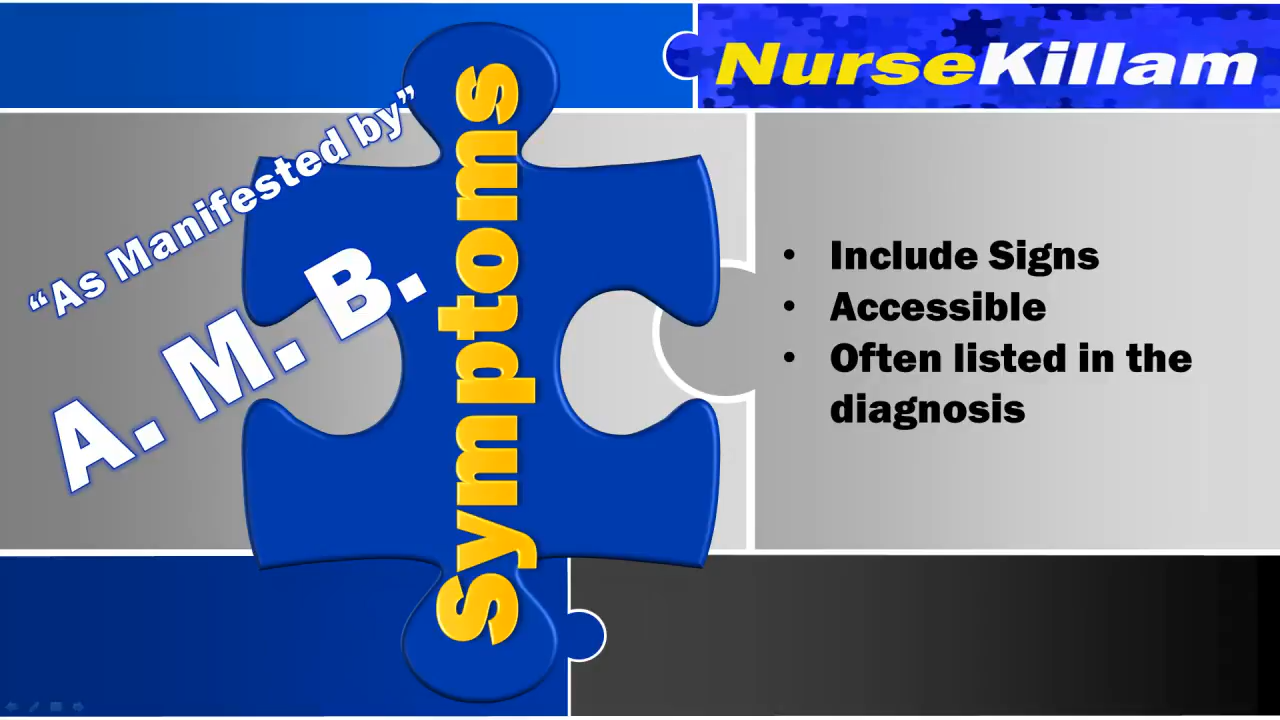 NurseKillam
“As Manifested by”
A. M. B.
Symptoms
• Include Signs
• Accessible
• Often listed in the
diagnosis